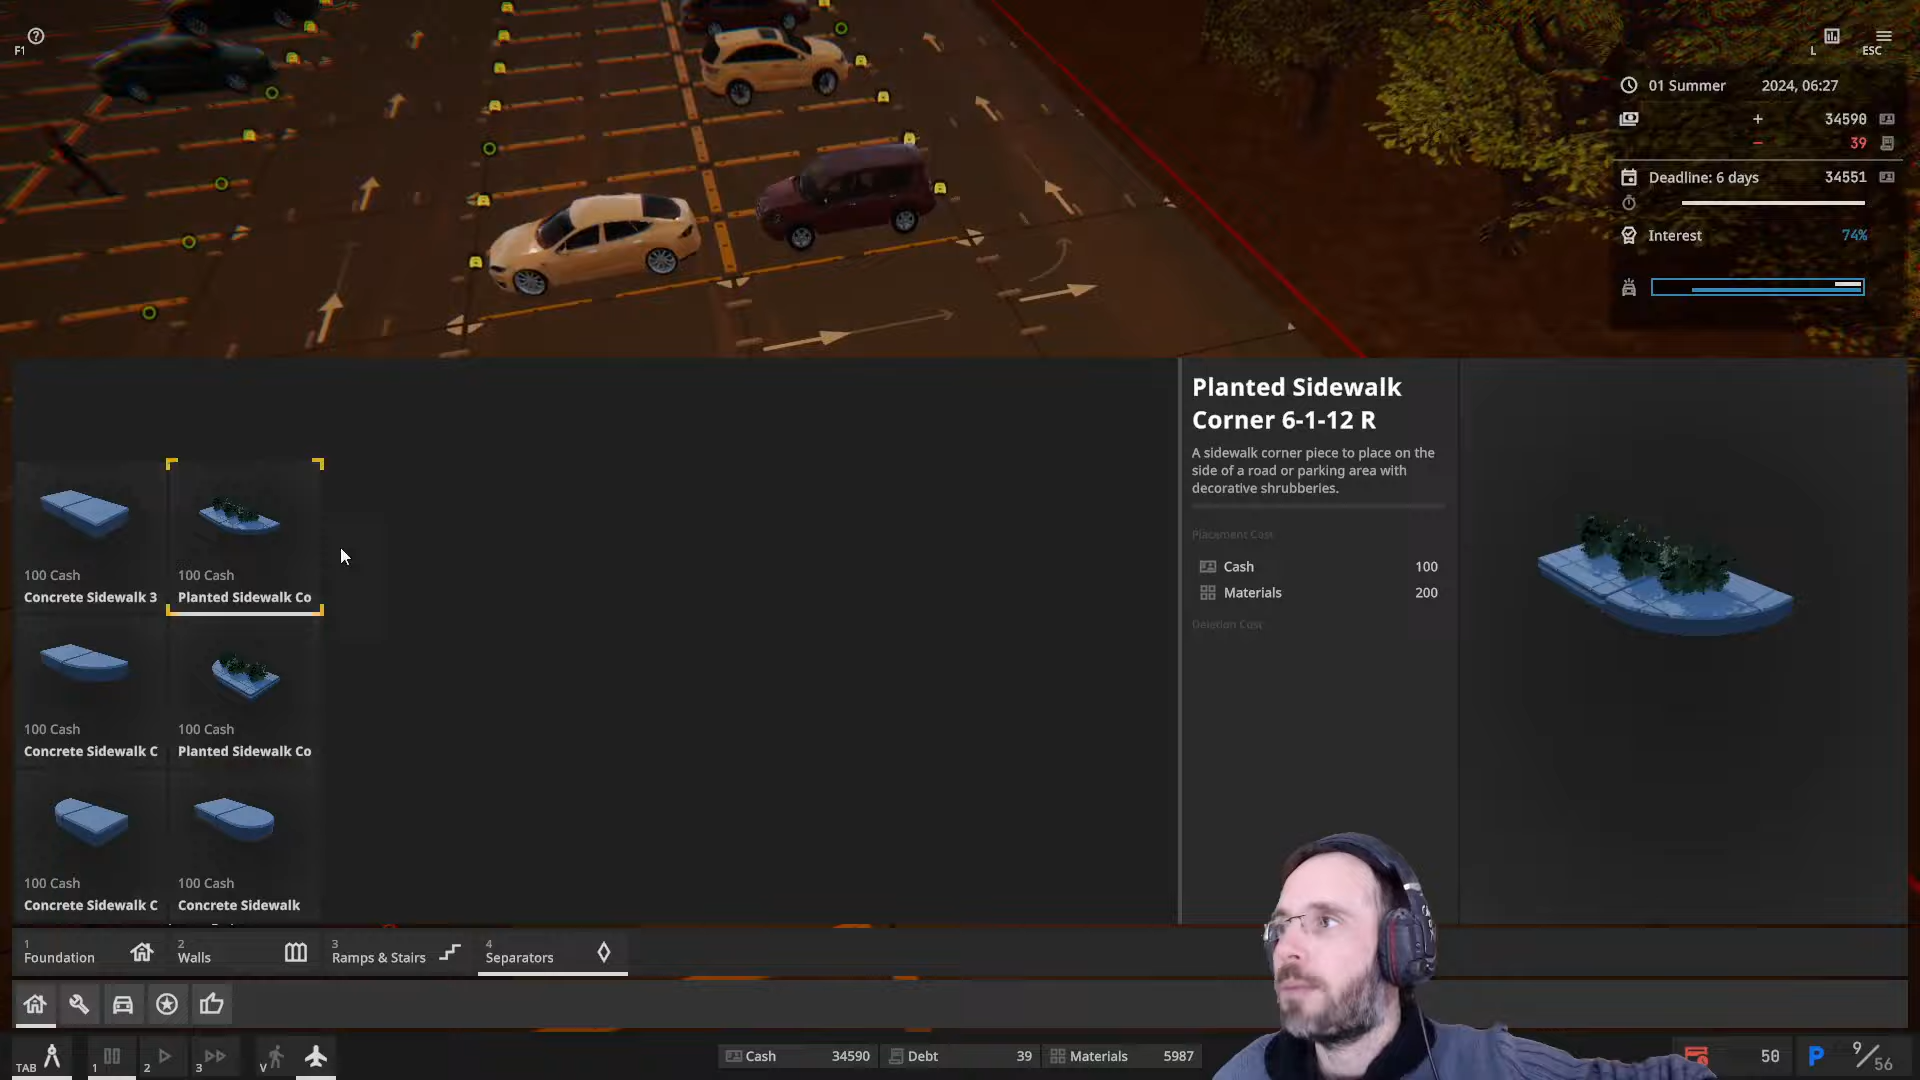 F1
L
ESC
01 Summer 2024, 06:27
+ 34590
− 39
Deadline: 6 days 34551
Interest 74%
Planted Sidewalk
Corner 6-1-12 R
A sidewalk corner piece to place on the
side of a road or parking area with
decorative shrubberies.
Placement Cost
Cash 100
Materials 200
Deletion Cost
100 Cash
Concrete Sidewalk 3
100 Cash
Planted Sidewalk Co
100 Cash
Concrete Sidewalk C
100 Cash
Planted Sidewalk Co
100 Cash
Concrete Sidewalk C
100 Cash
Concrete Sidewalk
1 Foundation
2 Walls
3 Ramps & Stairs
4 Separators
TAB
1
2
3
V
Cash 34590
Debt 39
Materials 5987
50
P 9/56